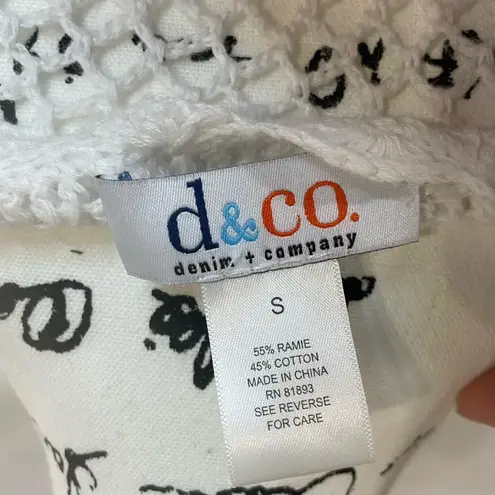 d&co.
denim + company
S
55% RAMIE
45% COTTON
MADE IN CHINA
RN 81893
SEE REVERSE
FOR CARE